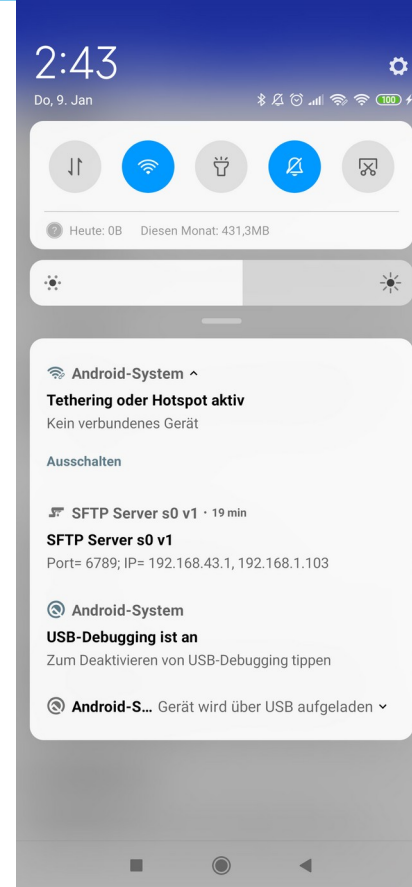 2:43
Do, 9. Jan
100
Heute: 0B Diesen Monat: 431,3MB
Android-System
Tethering oder Hotspot aktiv
Kein verbundenes Gerät
Ausschalten
SFTP Server s0 v1 · 19 min
SFTP Server s0 v1
Port= 6789; IP= 192.168.43.1, 192.168.1.103
Android-System
USB-Debugging ist an
Zum Deaktivieren von USB-Debugging tippen
Android-S... Gerät wird über USB aufgeladen